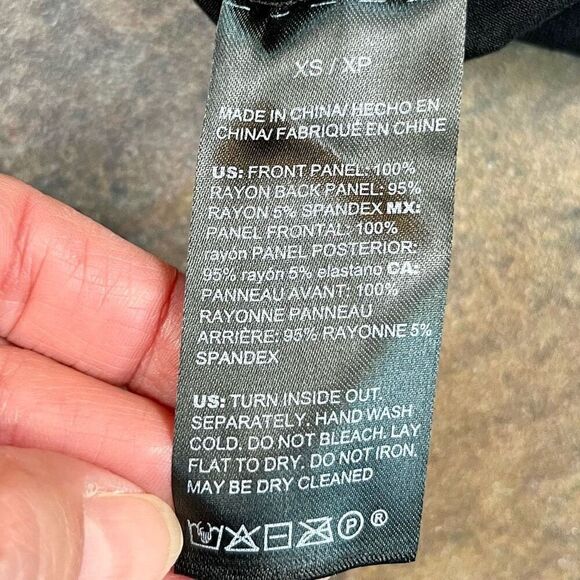 XS / XP
MADE IN CHINA/ HECHO EN
CHINA/ FABRIQUÉ EN CHINE
US: FRONT PANEL: 100%
RAYON BACK PANEL: 95%
RAYON 5% SPANDEX MX:
PANEL FRONTAL: 100%
rayón PANEL POSTERIOR:
95% rayón 5% elastano CA:
PANNEAU AVANT: 100%
RAYONNE PANNEAU
ARRIÈRE: 95% RAYONNE 5%
SPANDEX
US: TURN INSIDE OUT.
SEPARATELY. HAND WASH
COLD. DO NOT BLEACH. LAY
FLAT TO DRY. DO NOT IRON.
MAY BE DRY CLEANED
P ®